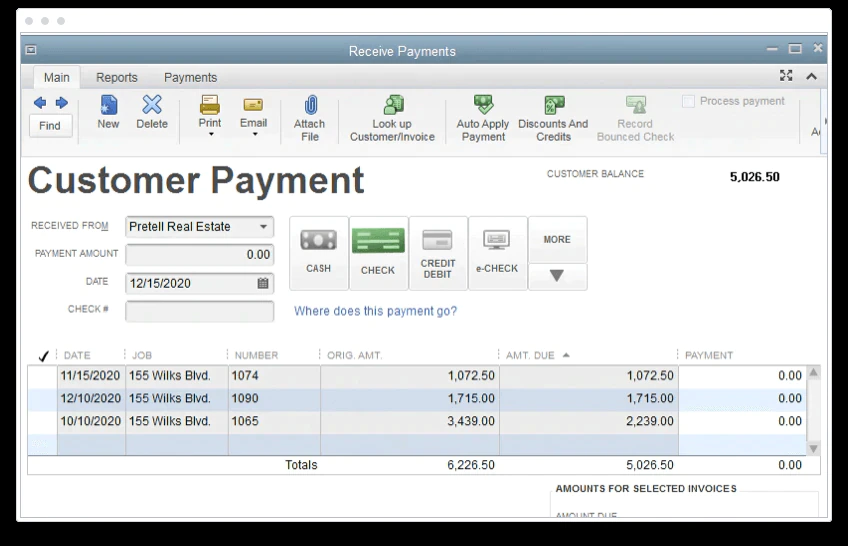 Receive Payments
Main Reports Payments
Find New Delete Print Email Attach File Look up Customer/Invoice Auto Apply Payment Discounts And Credits Record Bounced Check Process payment
Customer Payment
CUSTOMER BALANCE 5,026.50
RECEIVED FROM Pretell Real Estate
PAYMENT AMOUNT 0.00
DATE 12/15/2020
CHECK #
CASH CHECK CREDIT DEBIT e-CHECK MORE
Where does this payment go?
DATE JOB NUMBER ORIG. AMT. AMT. DUE PAYMENT
11/15/2020 155 Wilks Blvd. 1074 1,072.50 1,072.50 0.00
12/10/2020 155 Wilks Blvd. 1090 1,715.00 1,715.00 0.00
10/10/2020 155 Wilks Blvd. 1065 3,439.00 2,239.00 0.00
Totals 6,226.50 5,026.50 0.00
AMOUNTS FOR SELECTED INVOICES
AMOUNT DUE